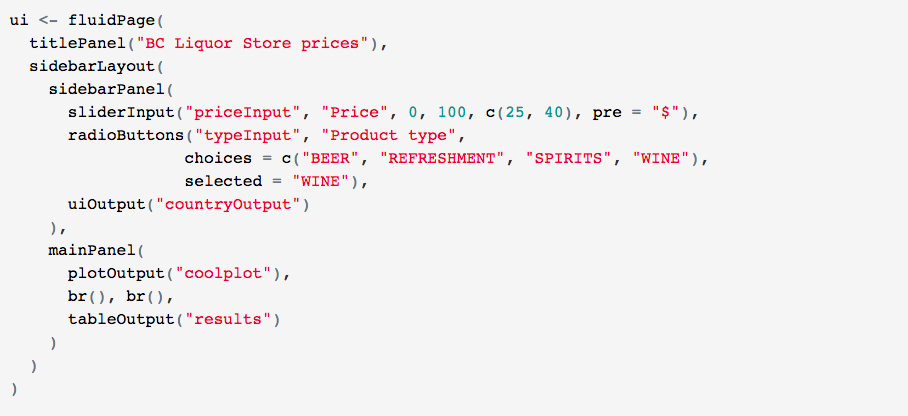 ui <- fluidPage(
  titlePanel("BC Liquor Store prices"),
  sidebarLayout(
    sidebarPanel(
      sliderInput("priceInput", "Price", 0, 100, c(25, 40), pre = "$"),
      radioButtons("typeInput", "Product type",
                  choices = c("BEER", "REFRESHMENT", "SPIRITS", "WINE"),
                  selected = "WINE"),
      uiOutput("countryOutput")
    ),
    mainPanel(
      plotOutput("coolplot"),
      br(), br(),
      tableOutput("results")
    )
  )
)